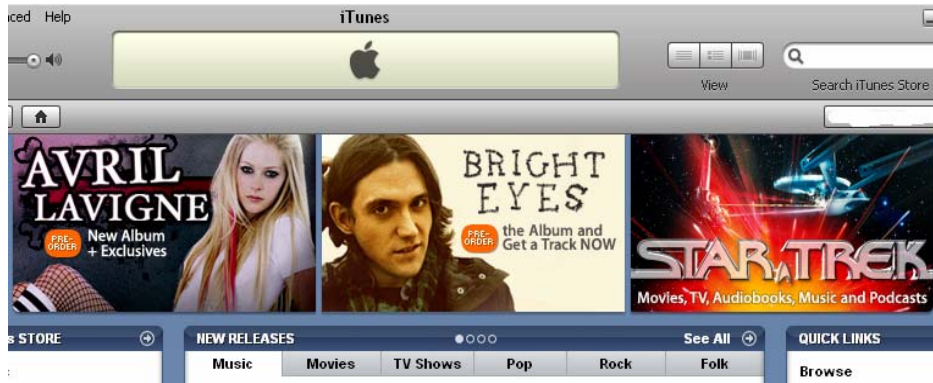 nced Help
iTunes
View
Search iTunes Store
AVRIL
LAVIGNE
PRE-
ORDER
New Album
+ Exclusives
BRIGHT
EYES
PRE-
ORDER
the Album and
Get a Track NOW
STAR TREK
Movies, TV, Audiobooks, Music and Podcasts
s STORE
NEW RELEASES
See All
QUICK LINKS
Music Movies TV Shows Pop Rock Folk
Browse